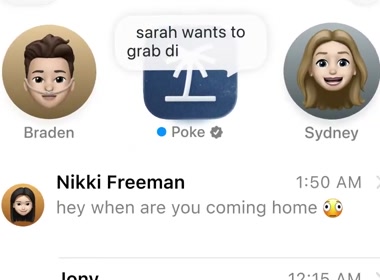 sarah wants to
grab di
Braden
Poke
Sydney
Nikki Freeman 1:50 AM
hey when are you coming home 😳
12:15 AM